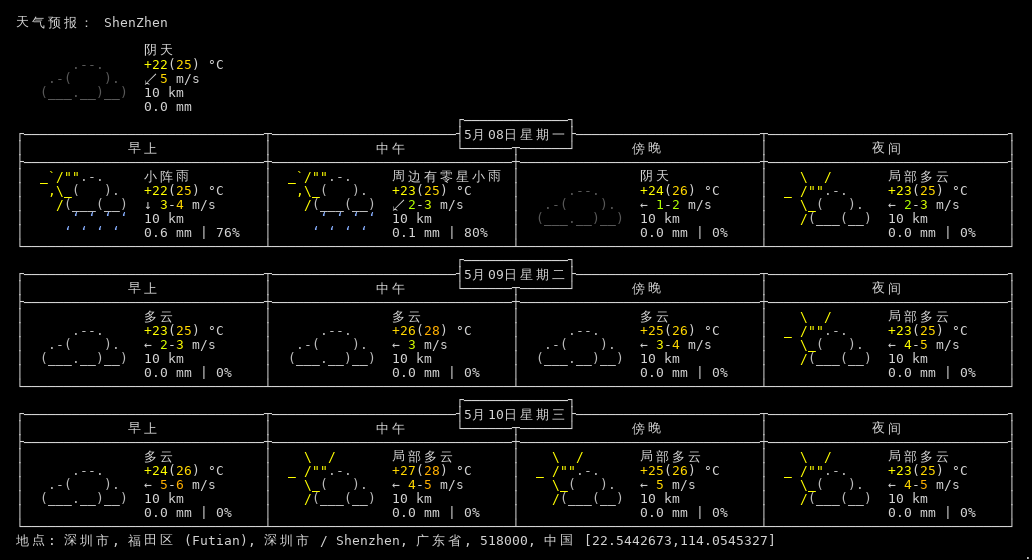 天气预报： ShenZhen
阴天
+22(25) °C
↙ 5 m/s
10 km
0.0 mm
5月08日星期一
早上 中午 傍晚 夜间
小阵雨 周边有零星小雨 阴天 局部多云
+22(25) °C +23(25) °C +24(26) °C +23(25) °C
↓ 3-4 m/s ↙ 2-3 m/s ← 1-2 m/s ← 2-3 m/s
10 km 10 km 10 km 10 km
0.6 mm | 76% 0.1 mm | 80% 0.0 mm | 0% 0.0 mm | 0%
5月09日星期二
早上 中午 傍晚 夜间
多云 多云 多云 局部多云
+23(25) °C +26(28) °C +25(26) °C +23(25) °C
← 2-3 m/s ← 3 m/s ← 3-4 m/s ← 4-5 m/s
10 km 10 km 10 km 10 km
0.0 mm | 0% 0.0 mm | 0% 0.0 mm | 0% 0.0 mm | 0%
5月10日星期三
早上 中午 傍晚 夜间
多云 局部多云 局部多云 局部多云
+24(26) °C +27(28) °C +25(26) °C +23(25) °C
← 5-6 m/s ← 4-5 m/s ← 5 m/s ← 4-5 m/s
10 km 10 km 10 km 10 km
0.0 mm | 0% 0.0 mm | 0% 0.0 mm | 0% 0.0 mm | 0%
地点: 深圳市, 福田区 (Futian), 深圳市 / Shenzhen, 广东省, 518000, 中国 [22.5442673,114.0545327]